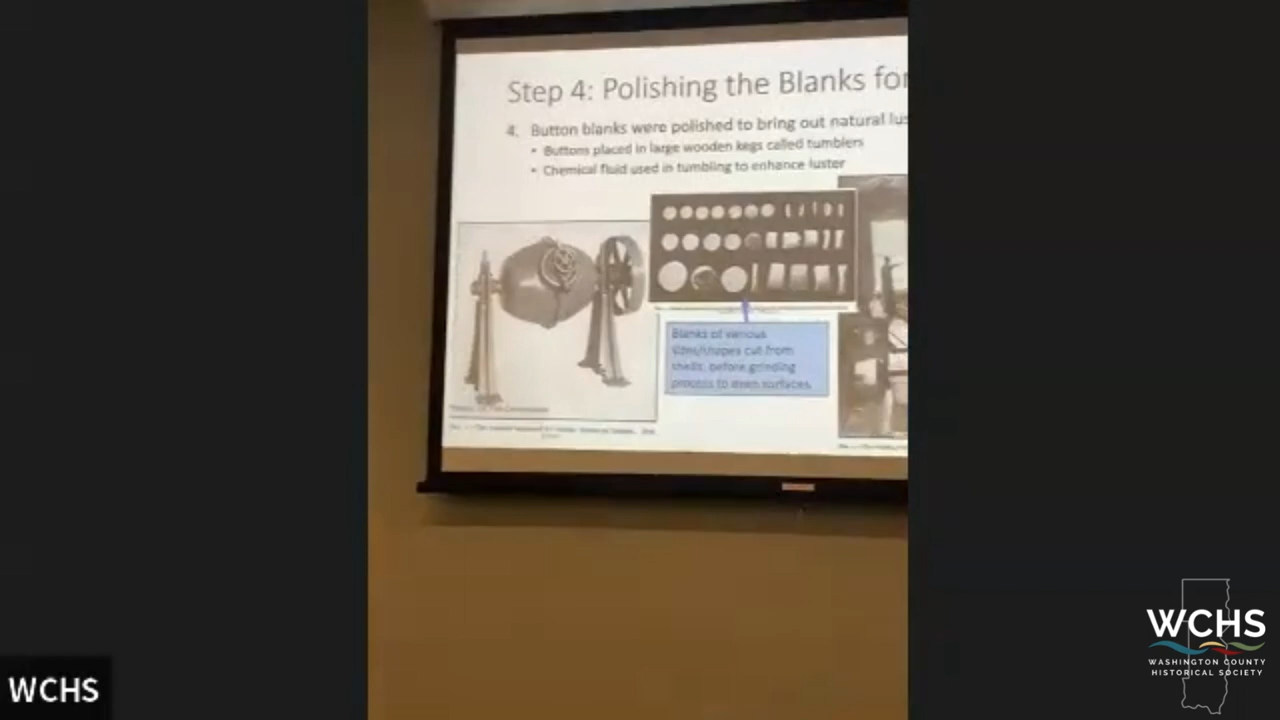 Step 4: Polishing the Blanks for
4. Button blanks were polished to bring out natural lus
• Buttons placed in large wooden kegs called tumblers
• Chemical fluid used in tumbling to enhance luster
Blanks of various
sizes/shapes cut from
shells, before grinding
process to even surfaces
WCHS
WASHINGTON COUNTY
HISTORICAL SOCIETY
WCHS